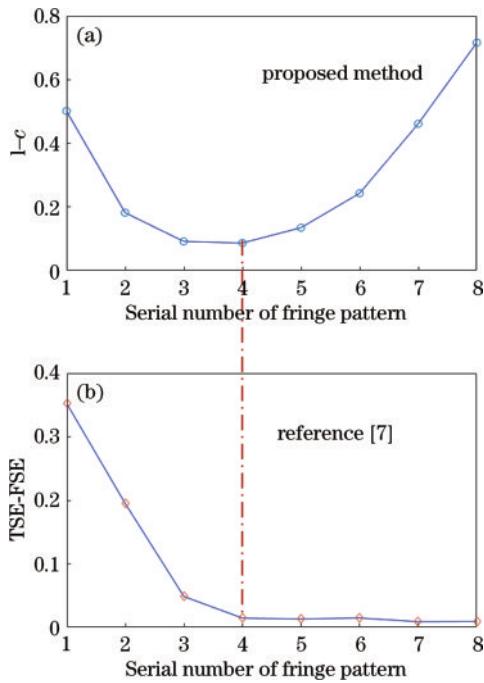 (a)
proposed method
1–c
0.8
0.6
0.4
0.2
0
1 2 3 4 5 6 7 8
Serial number of fringe pattern
(b)
reference [7]
TSE-FSE
0.4
0.3
0.2
0.1
0
1 2 3 4 5 6 7 8
Serial number of fringe pattern